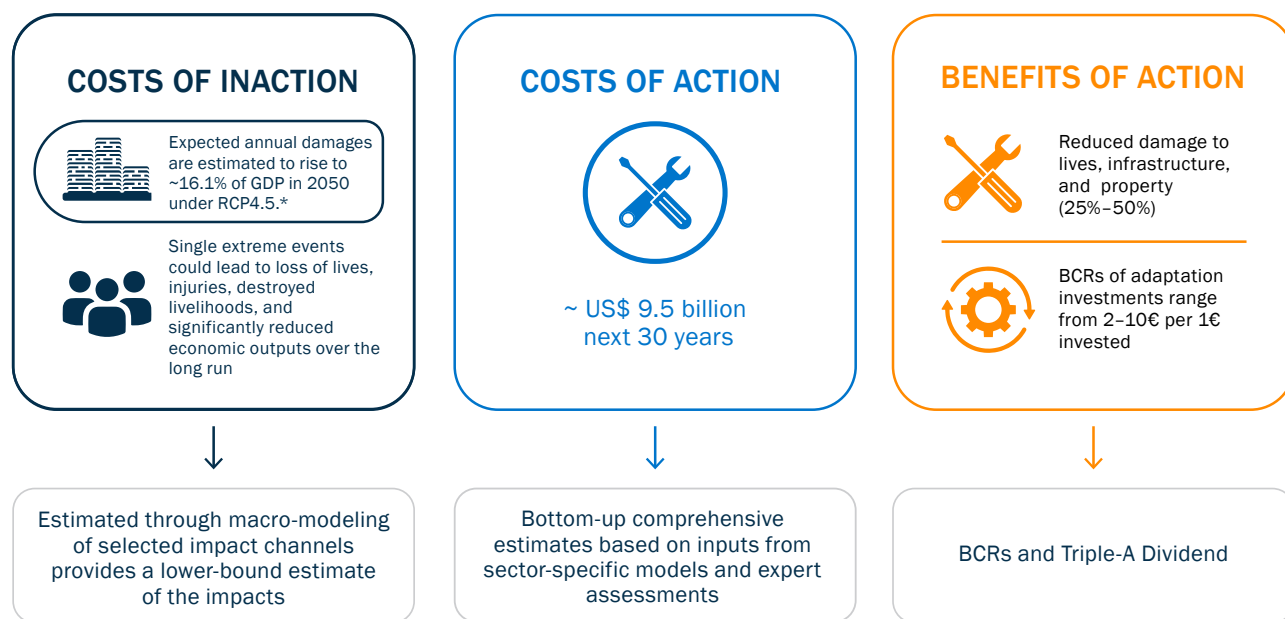 COSTS OF INACTION
Expected annual damages
are estimated to rise to
~16.1% of GDP in 2050
under RCP4.5.*
Single extreme events
could lead to loss of lives,
injuries, destroyed
livelihoods, and
significantly reduced
economic outputs over the
long run
Estimated through macro-modeling
of selected impact channels
provides a lower-bound estimate
of the impacts
COSTS OF ACTION
~ US$ 9.5 billion
next 30 years
Bottom-up comprehensive
estimates based on inputs from
sector-specific models and expert
assessments
BENEFITS OF ACTION
Reduced damage to
lives, infrastructure,
and property
(25%–50%)
BCRs of adaptation
investments range
from 2–10€ per 1€
invested
BCRs and Triple-A Dividend